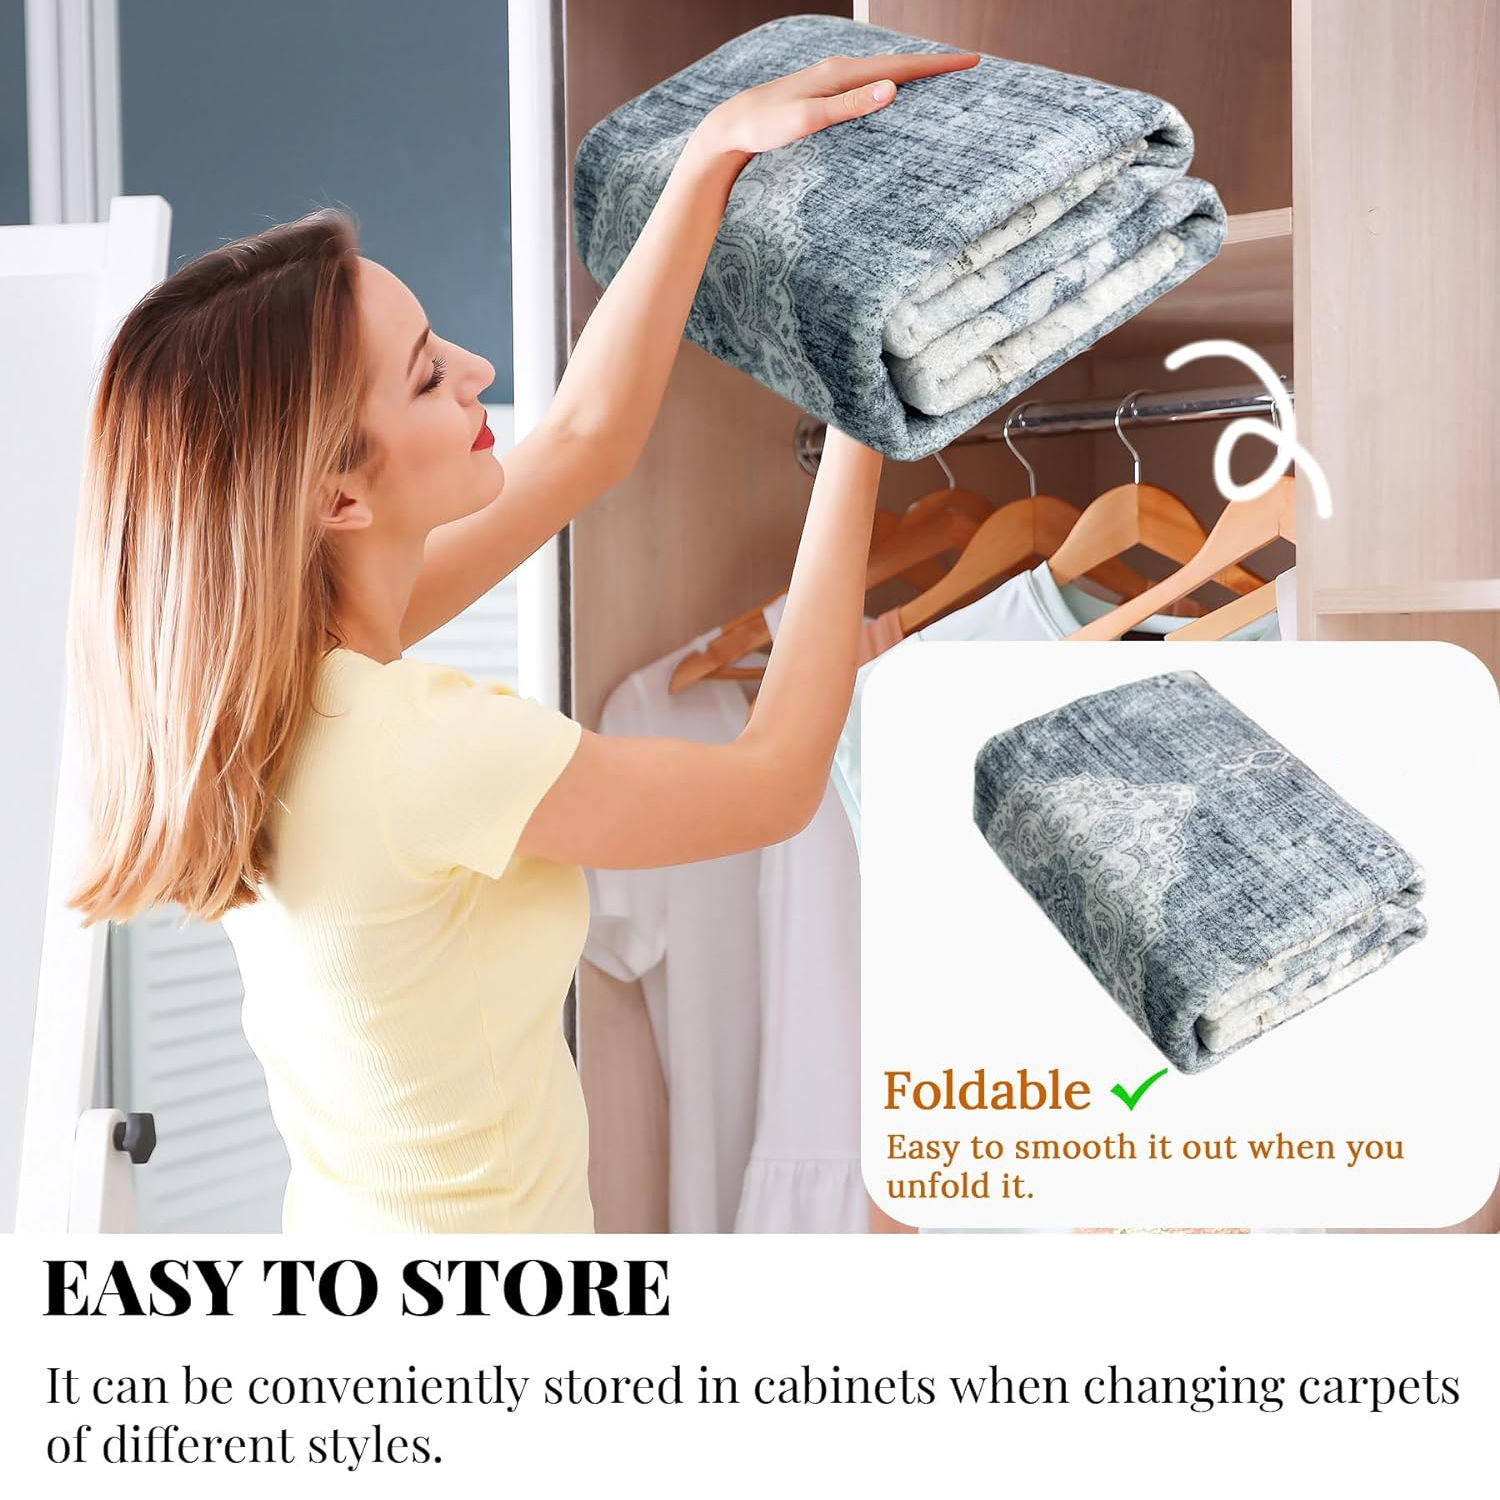 Foldable
Easy to smooth it out when you
unfold it.
EASY TO STORE
It can be conveniently stored in cabinets when changing carpets
of different styles.